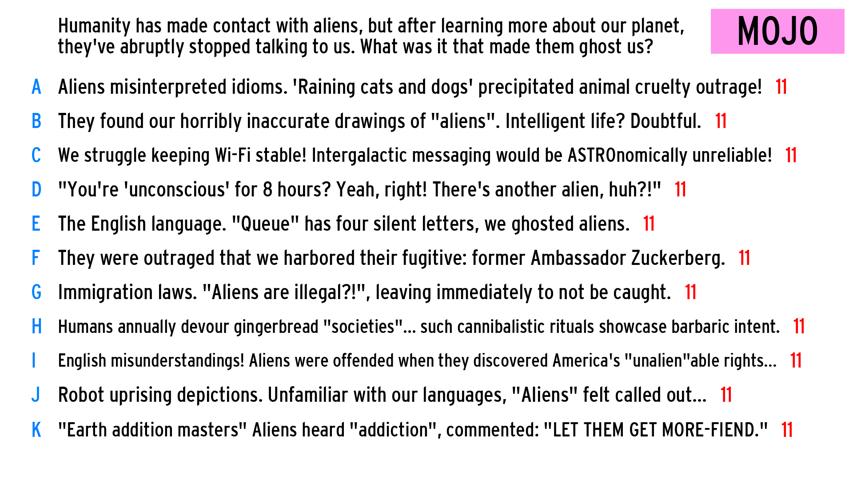 Humanity has made contact with aliens, but after learning more about our planet,
they've abruptly stopped talking to us. What was it that made them ghost us?
MOJO
A Aliens misinterpreted idioms. 'Raining cats and dogs' precipitated animal cruelty outrage! 11
B They found our horribly inaccurate drawings of "aliens". Intelligent life? Doubtful. 11
C We struggle keeping Wi-Fi stable! Intergalactic messaging would be ASTROnomically unreliable! 11
D "You're 'unconscious' for 8 hours? Yeah, right! There's another alien, huh?!" 11
E The English language. "Queue" has four silent letters, we ghosted aliens. 11
F They were outraged that we harbored their fugitive: former Ambassador Zuckerberg. 11
G Immigration laws. "Aliens are illegal?!", leaving immediately to not be caught. 11
H Humans annually devour gingerbread "societies"... such cannibalistic rituals showcase barbaric intent. 11
I English misunderstandings! Aliens were offended when they discovered America's "unalien"able rights... 11
J Robot uprising depictions. Unfamiliar with our languages, "Aliens" felt called out... 11
K "Earth addition masters" Aliens heard "addiction", commented: "LET THEM GET MORE-FIEND." 11